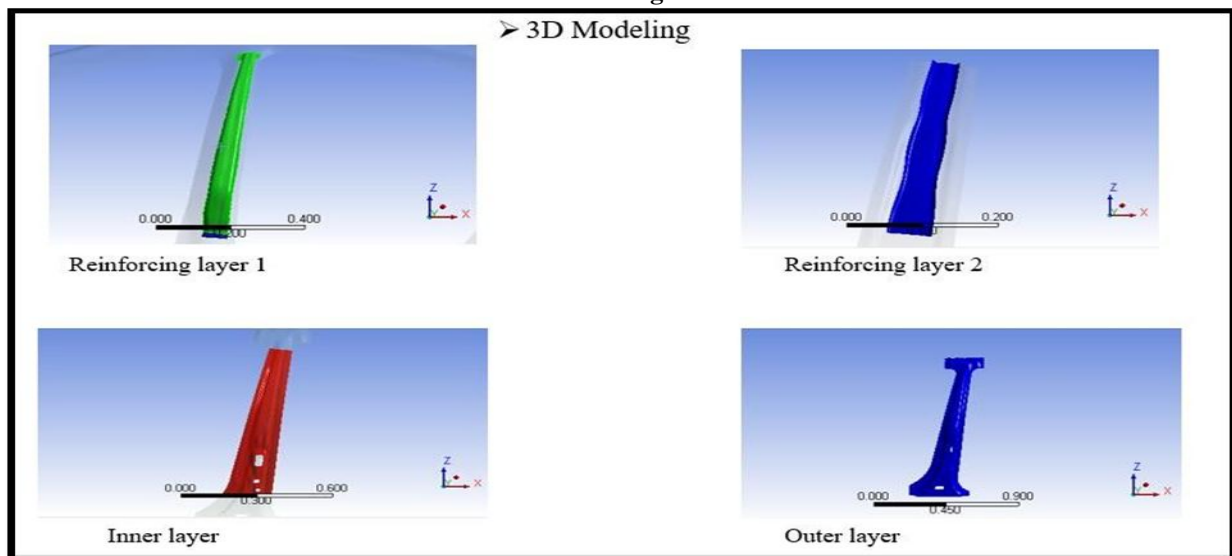 ➢ 3D Modeling
Z
X
0.000 0.400
Reinforcing layer 1
Z
X
0.000 0.200
Reinforcing layer 2
Z
X
0.000 0.600
0.300
Inner layer
Z
X
0.000 0.900
0.450
Outer layer